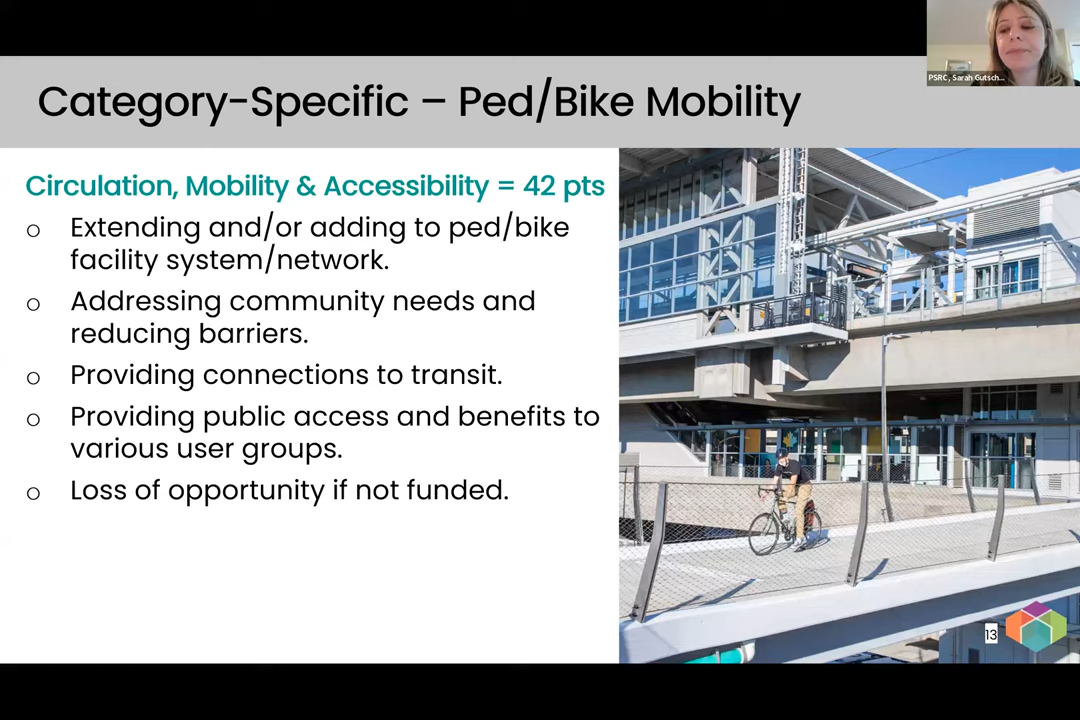 PSRC, Sarah Gutsch...
Category-Specific – Ped/Bike Mobility
Circulation, Mobility & Accessibility = 42 pts
o Extending and/or adding to ped/bike
facility system/network.
o Addressing community needs and
reducing barriers.
o Providing connections to transit.
o Providing public access and benefits to
various user groups.
o Loss of opportunity if not funded.
13